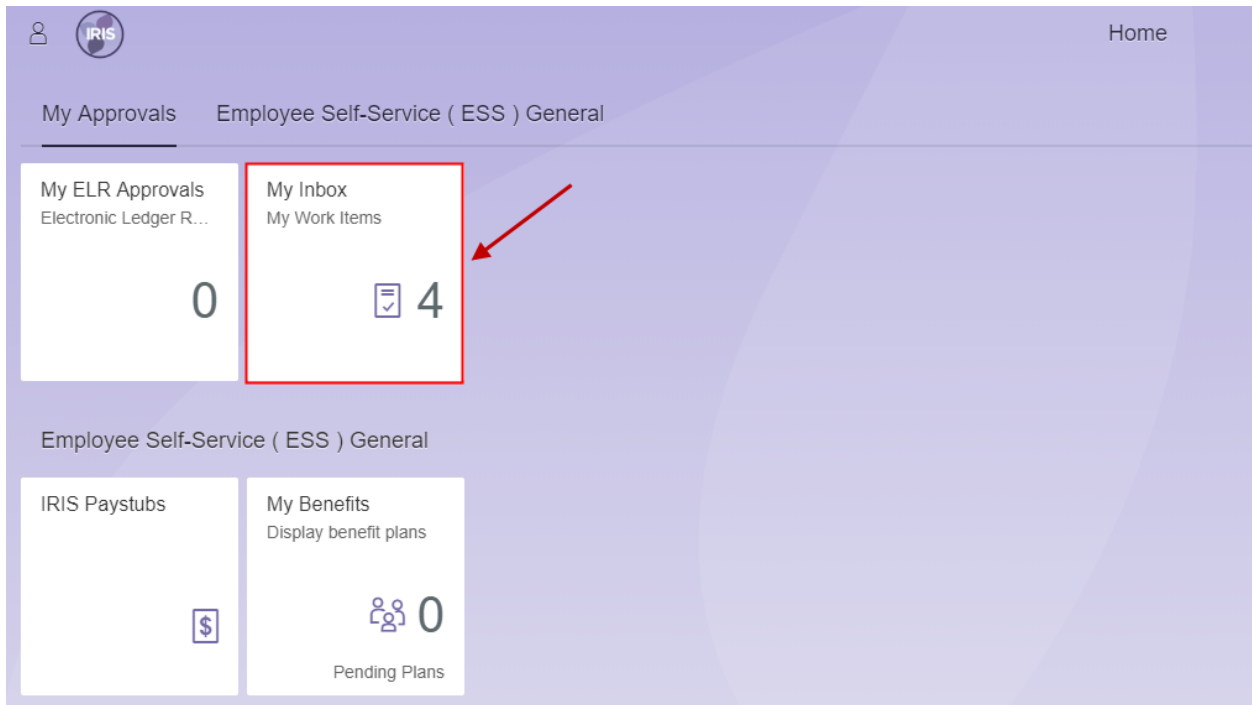 IRIS
Home
My Approvals
Employee Self-Service ( ESS ) General
My ELR Approvals
Electronic Ledger R...
0
My Inbox
My Work Items
4
Employee Self-Service ( ESS ) General
IRIS Paystubs
$
My Benefits
Display benefit plans
0
Pending Plans